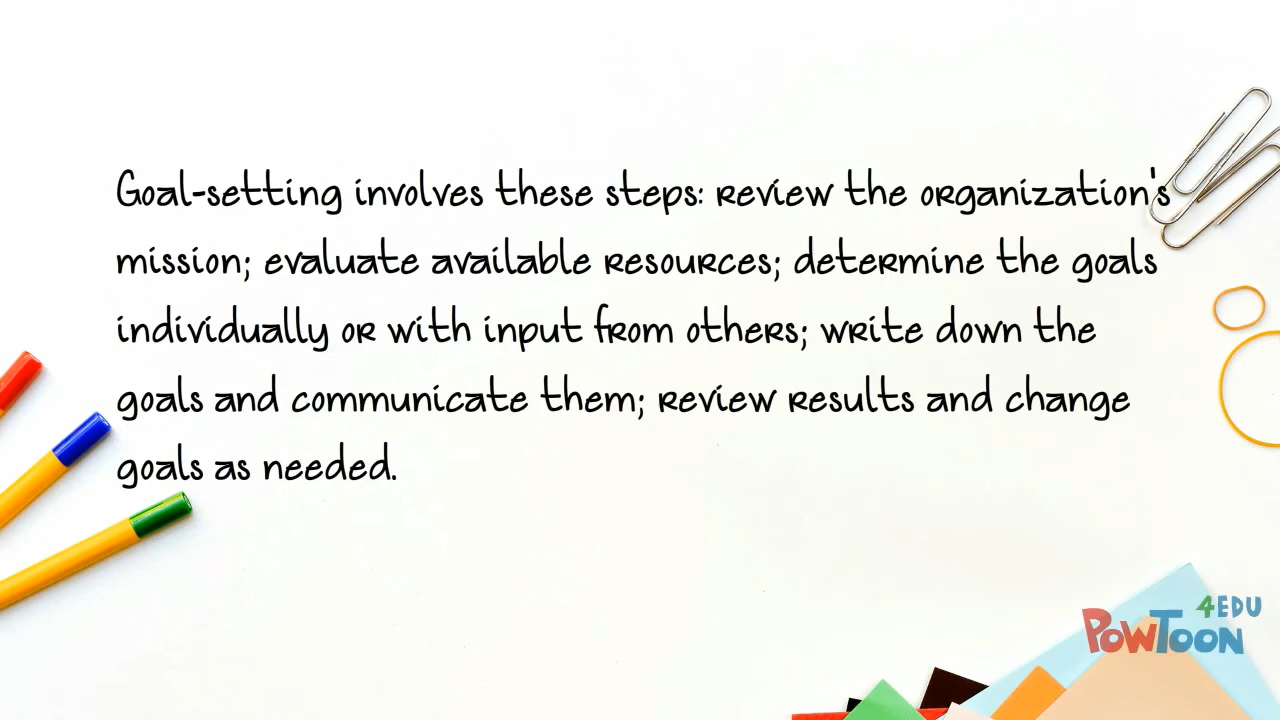 Goal-setting involves these steps: review the organization's
mission; evaluate available resources; determine the goals
individually or with input from others; write down the
goals and communicate them; review results and change
goals as needed.
4EDU
POWTOON